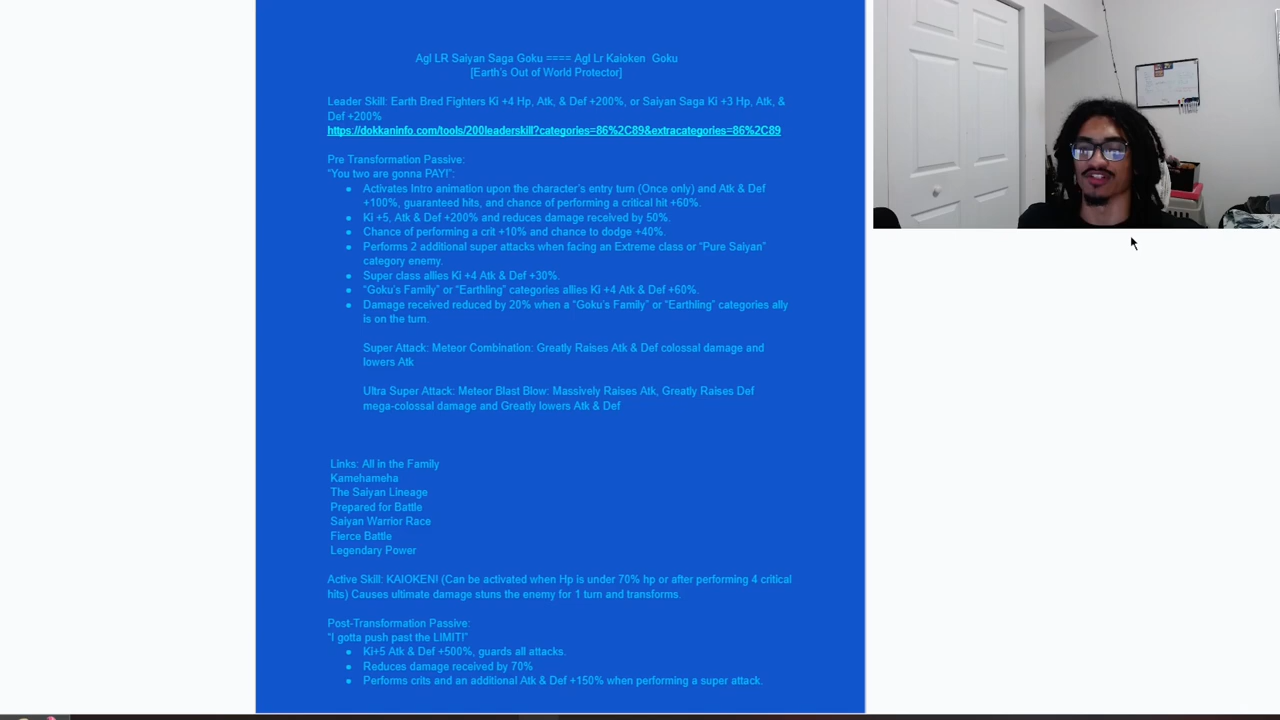 Agl LR Saiyan Saga Goku ==== Agl Lr Kaioken Goku
[Earth's Out of World Protector]
Leader Skill: Earth Bred Fighters Ki +4 Hp, Atk, & Def +200%, or Saiyan Saga Ki +3 Hp, Atk, &
Def +200%
https://dokkaninfo.com/tools/200leaderskill?categories=86%2C89&extracategories=86%2C89
Pre Transformation Passive:
"You two are gonna PAY!":
● Activates Intro animation upon the character's entry turn (Once only) and Atk & Def
+100%, guaranteed hits, and chance of performing a critical hit +60%.
● Ki +5, Atk & Def +200% and reduces damage received by 50%.
● Chance of performing a crit +10% and chance to dodge +40%.
● Performs 2 additional super attacks when facing an Extreme class or "Pure Saiyan"
category enemy.
● Super class allies Ki +4 Atk & Def +30%.
● "Goku's Family" or "Earthling" categories allies Ki +4 Atk & Def +60%.
● Damage received reduced by 20% when a "Goku's Family" or "Earthling" categories ally
is on the turn.
Super Attack: Meteor Combination: Greatly Raises Atk & Def colossal damage and
lowers Atk
Ultra Super Attack: Meteor Blast Blow: Massively Raises Atk, Greatly Raises Def
mega-colossal damage and Greatly lowers Atk & Def
Links: All in the Family
Kamehameha
The Saiyan Lineage
Prepared for Battle
Saiyan Warrior Race
Fierce Battle
Legendary Power
Active Skill: KAIOKEN! (Can be activated when Hp is under 70% hp or after performing 4 critical
hits) Causes ultimate damage stuns the enemy for 1 turn and transforms.
Post-Transformation Passive:
"I gotta push past the LIMIT!"
● Ki+5 Atk & Def +500%, guards all attacks.
● Reduces damage received by 70%
● Performs crits and an additional Atk & Def +150% when performing a super attack.